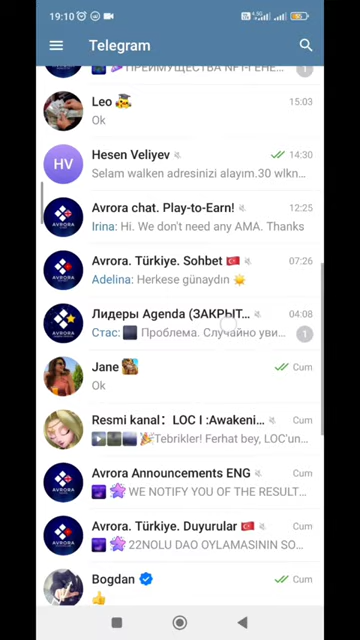 19:10
Telegram
ПРЕИМУЩЕСТВА NFT-ГЕНЕ...
1
Leo
15:03
Ok
HV
Hesen Veliyev
14:30
Selam walken adresinizi alayım.30 wlkn...
Avrora chat. Play-to-Earn!
12:25
Irina: Hi. We don't need any AMA. Thanks
Avrora. Türkiye. Sohbet
07:26
Adelina: Herkese günaydın
Лидеры Agenda (ЗАКРЫТ...
04:08
Стас: Проблема. Случайно уви...
1
Jane
Cum
Ok
Resmi kanal：LOC I :Awakeni...
Cum
Tebrikler! Ferhat bey, LOC'un...
Avrora Announcements ENG
Cum
WE NOTIFY YOU OF THE RESULT...
Avrora. Türkiye. Duyurular
Cum
22NOLU DAO OYLAMASININ SO...
Bogdan
Cum